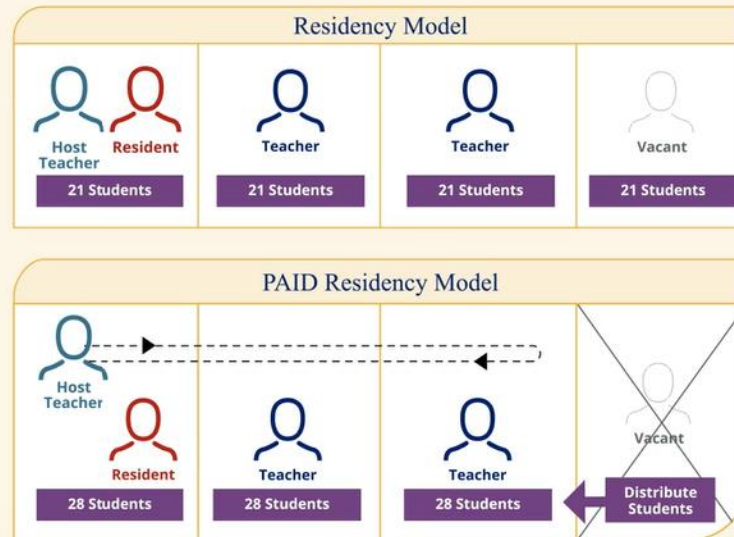 Residency Model
Host
Teacher
Resident
Teacher
Teacher
Vacant
21 Students
21 Students
21 Students
21 Students
PAID Residency Model
Host
Teacher
Resident
Teacher
Teacher
Vacant
28 Students
28 Students
28 Students
Distribute
Students